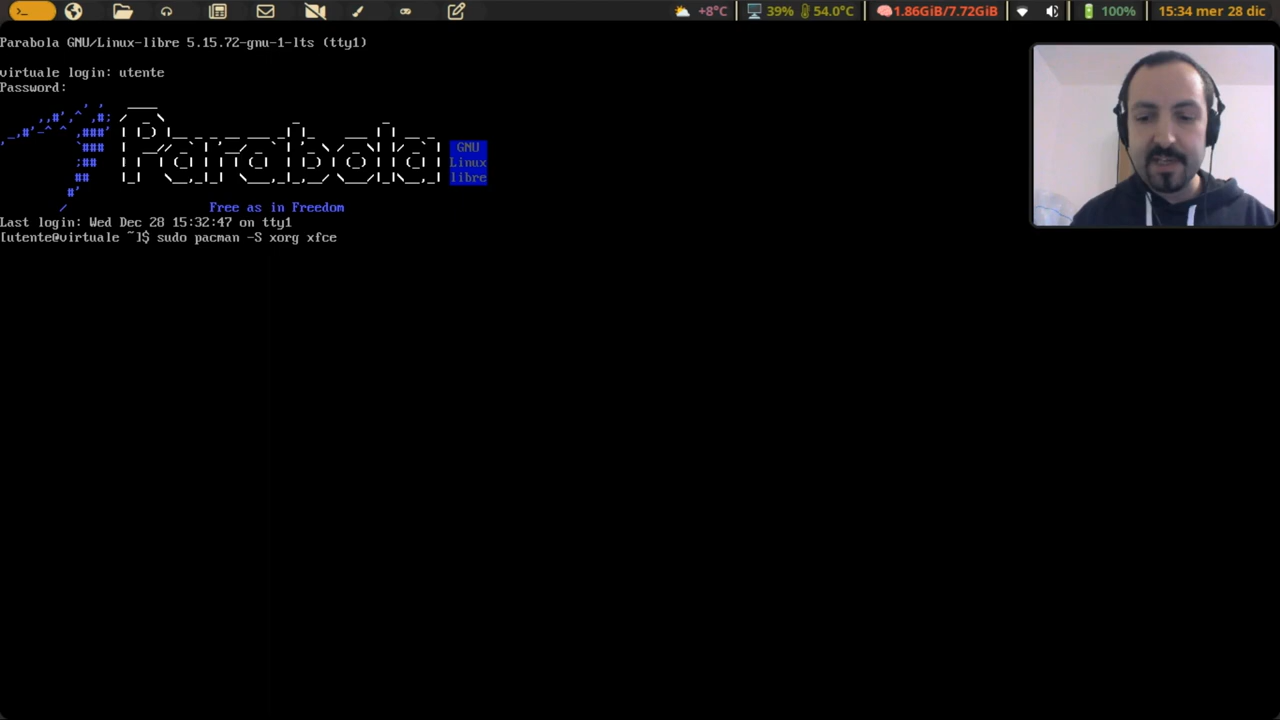 +8°C 39% 54.0°C 1.86GiB/7.72GiB 100% 15:34 mer 28 dic
Parabola GNU/Linux-libre 5.15.72-gnu-1-lts (tty1)
virtuale login: utente
Password:
Parabola
GNU
Linux
libre
Free as in Freedom
Last login: Wed Dec 28 15:32:47 on tty1
[utente@virtuale ~]$ sudo pacman -S xorg xfce